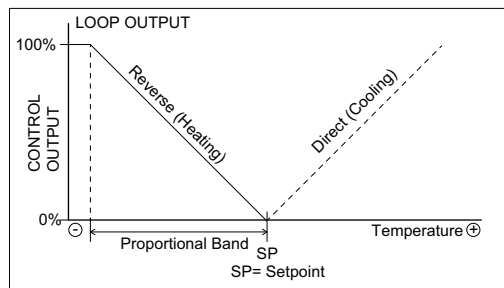 LOOP OUTPUT
100%
Reverse (Heating)
Direct (Cooling)
CONTROL
OUTPUT
0%
-
Proportional Band
SP
Temperature +
SP= Setpoint